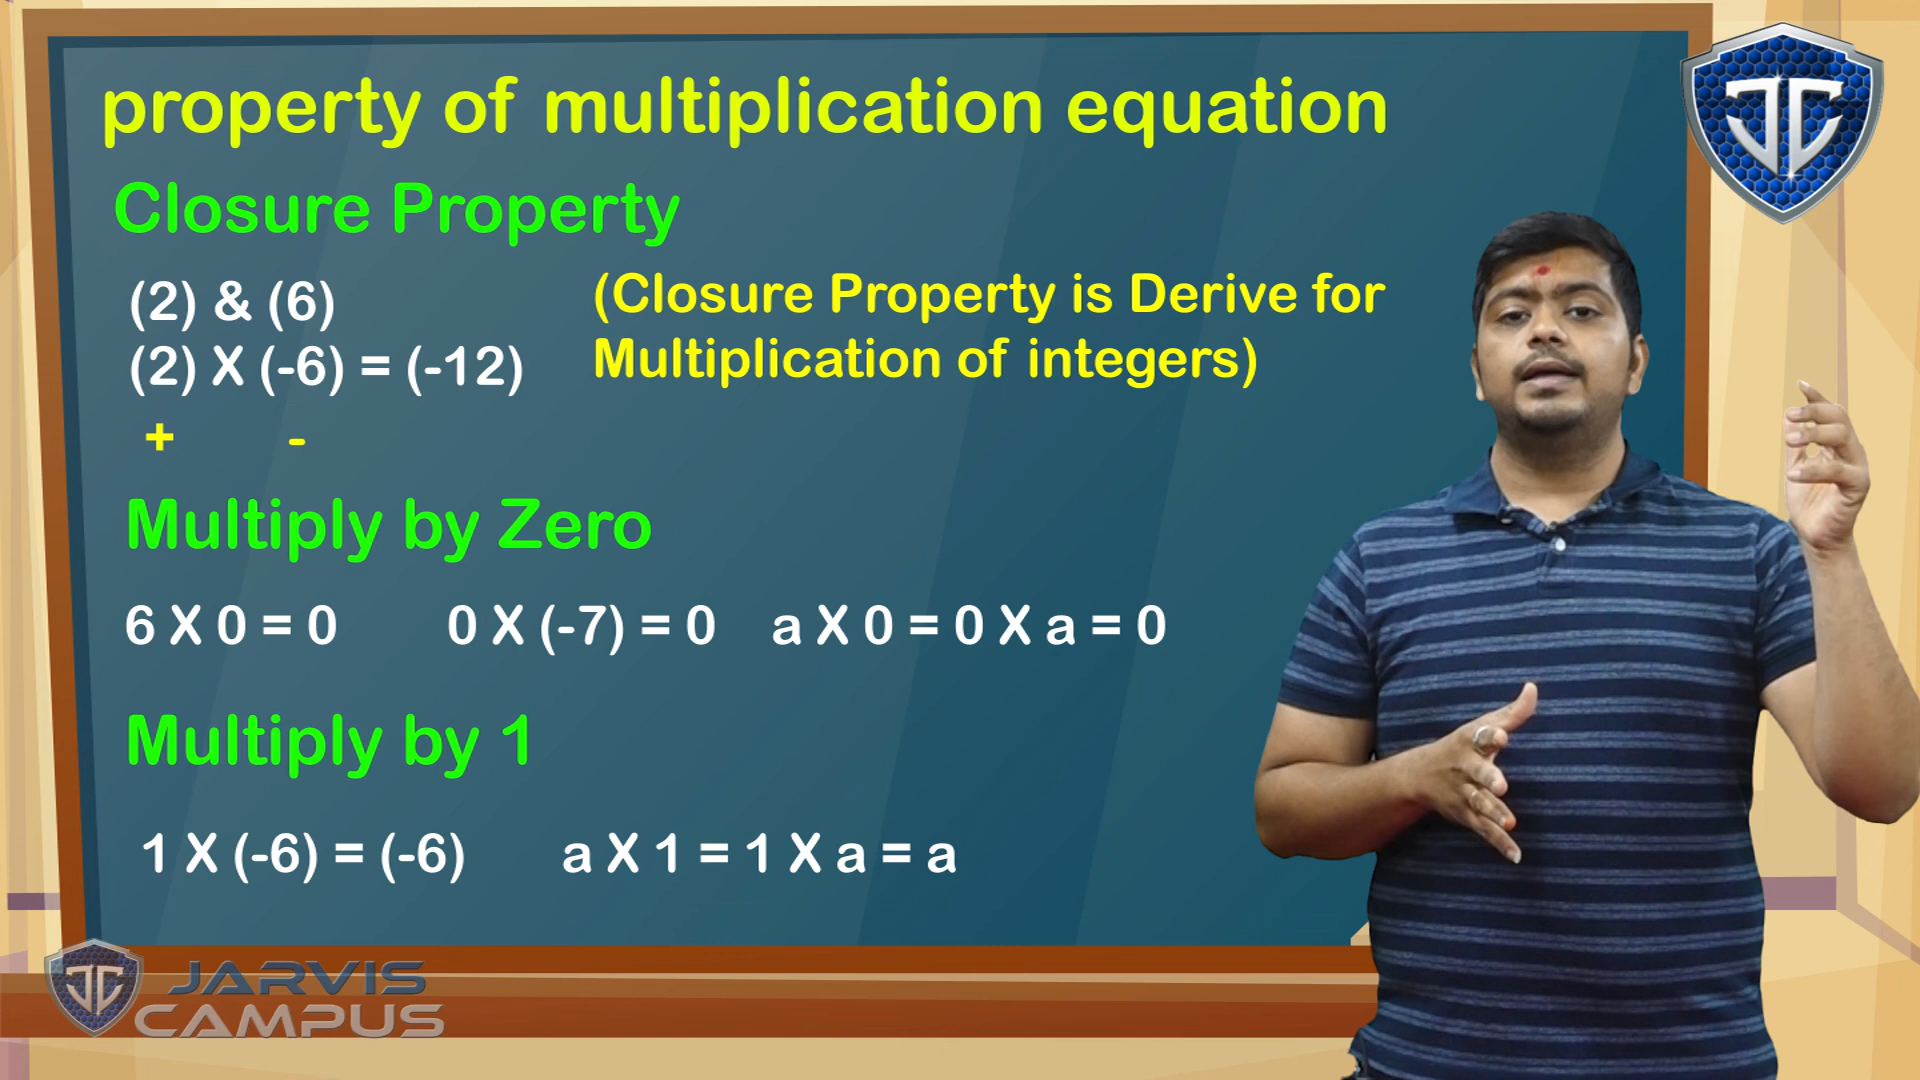 property of multiplication equation
Closure Property
(2) & (6)
(2) X (-6) = (-12)
+ -
(Closure Property is Derive for
Multiplication of integers)
Multiply by Zero
6 X 0 = 0 0 X (-7) = 0 a X 0 = 0 X a = 0
Multiply by 1
1 X (-6) = (-6) a X 1 = 1 X a = a
JC
JC
JARVIS
CAMPUS